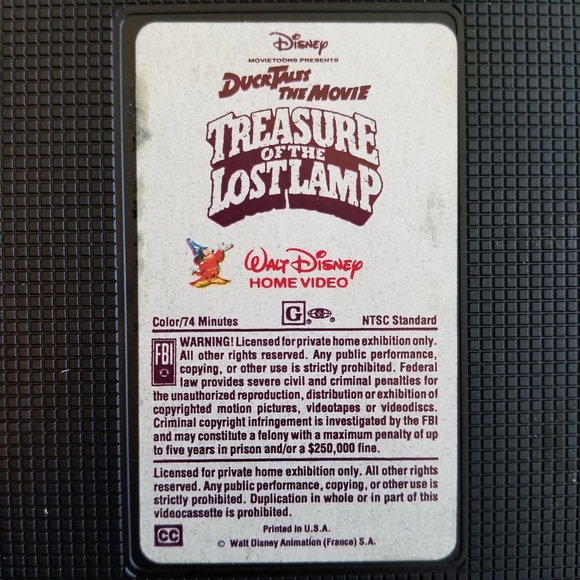 Disney
MOVIETOONS PRESENTS
DUCKTALES
THE MOVIE
TREASURE
OF THE
LOST LAMP
WALT DISNEY
HOME VIDEO
Color/74 Minutes G ® ® NTSC Standard
FBI WARNING! Licensed for private home exhibition only.
All other rights reserved. Any public performance,
copying, or other use is strictly prohibited. Federal
law provides severe civil and criminal penalties for
the unauthorized reproduction, distribution or exhibition of
copyrighted motion pictures, videotapes or videodiscs.
Criminal copyright infringement is investigated by the FBI
and may constitute a felony with a maximum penalty of up
to five years in prison and/or a $250,000 fine.
Licensed for private home exhibition only. All other rights
reserved. Any public performance, copying, or other use is
strictly prohibited. Duplication in whole or in part of this
videocassette is prohibited.
CC
Printed in U.S.A.
© Walt Disney Animation (France) S.A.